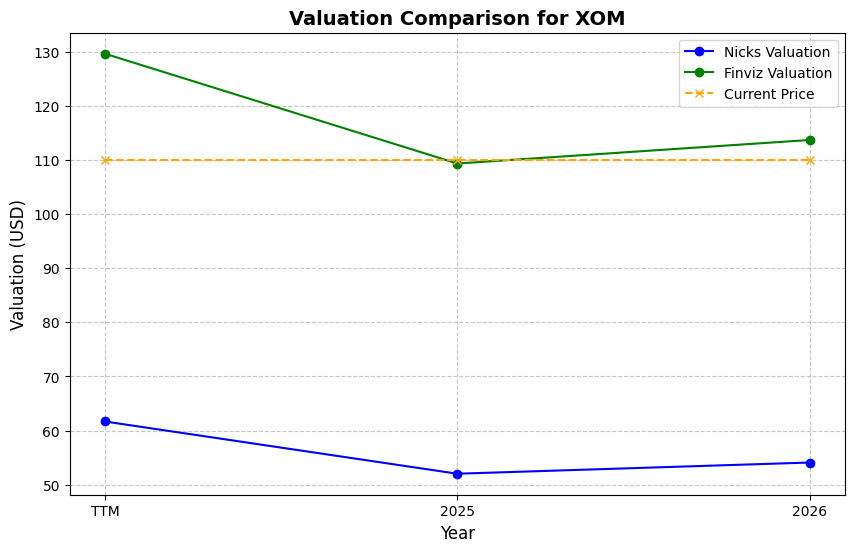 Valuation Comparison for XOM
Nicks Valuation
Finviz Valuation
Current Price
Valuation (USD)
130
120
110
100
90
80
70
60
50
TTM
2025
2026
Year